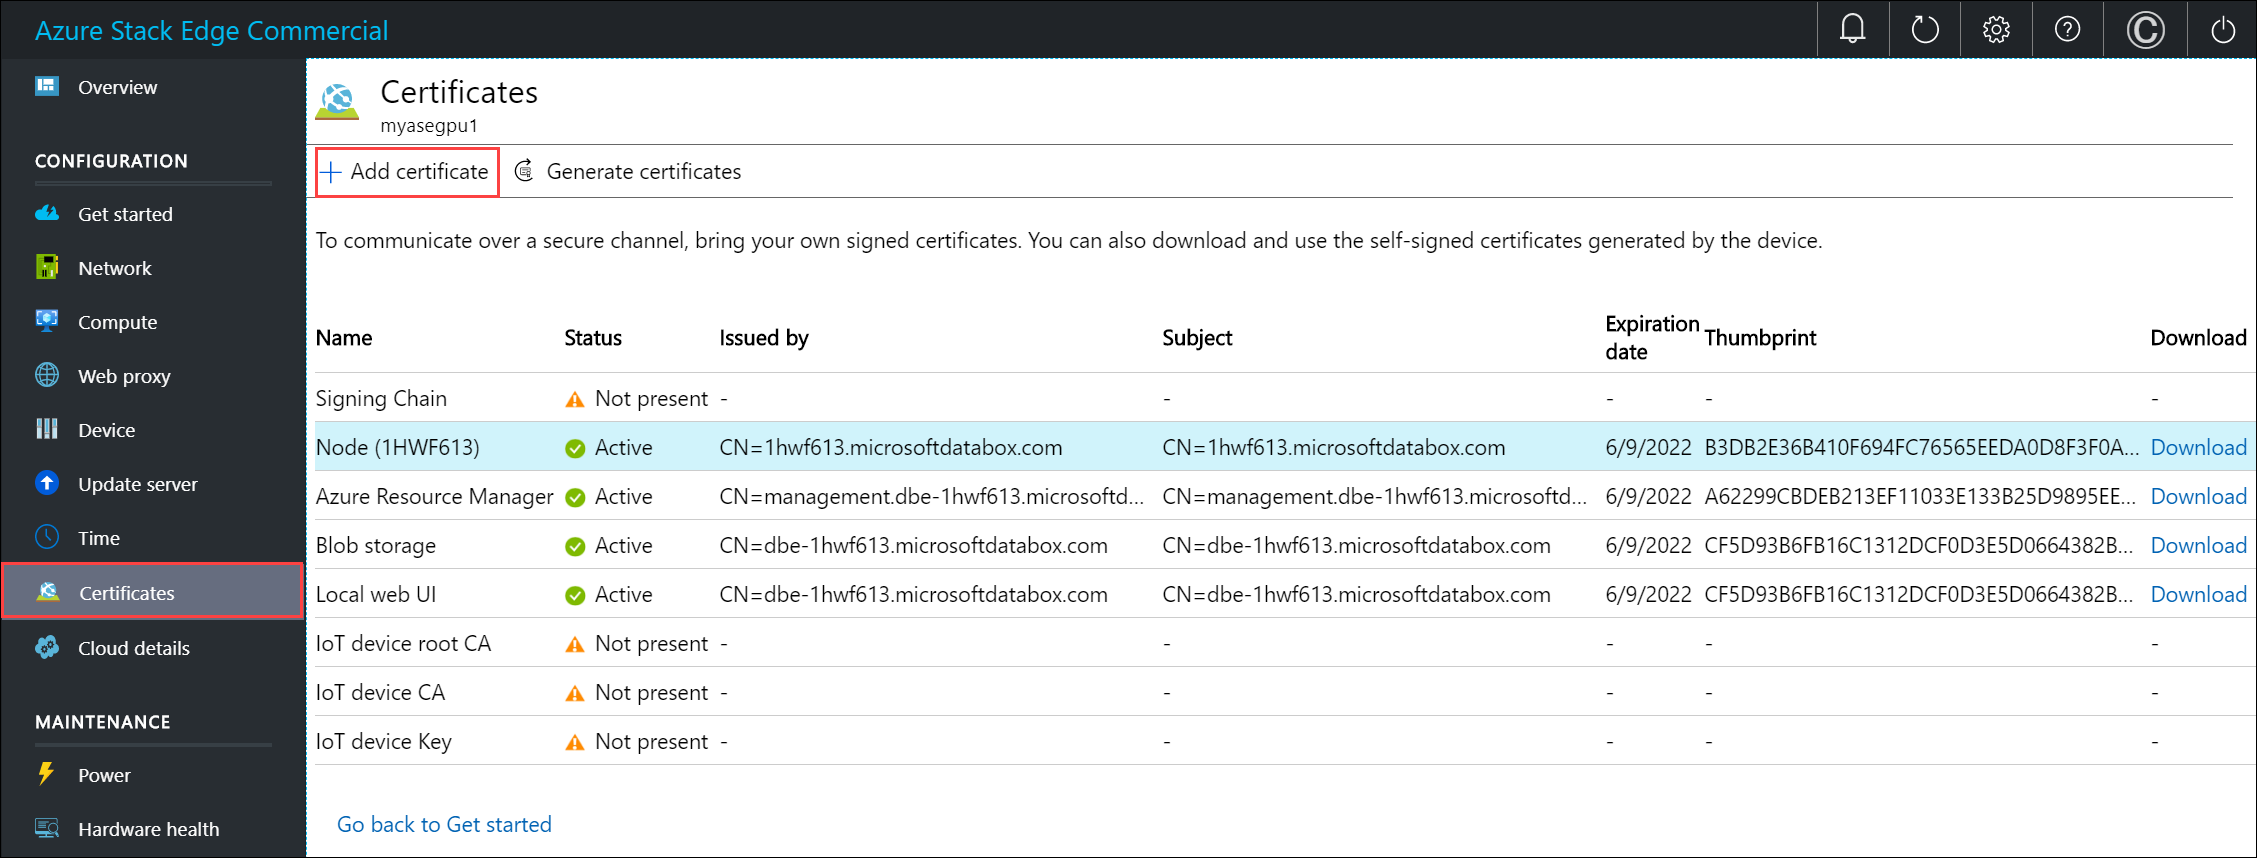 Azure Stack Edge Commercial
Overview
CONFIGURATION
Get started
Network
Compute
Web proxy
Device
Update server
Time
Certificates
Cloud details
MAINTENANCE
Power
Hardware health
Certificates
myasegpu1
Add certificate Generate certificates
To communicate over a secure channel, bring your own signed certificates. You can also download and use the self-signed certificates generated by the device.
Name Status Issued by Subject Expiration date Thumbprint Download
Signing Chain Not present - - - - -
Node (1HWF613) Active CN=1hwf613.microsoftdatabox.com CN=1hwf613.microsoftdatabox.com 6/9/2022 B3DB2E36B410F694FC76565EEDA0D8F3F0A... Download
Azure Resource Manager Active CN=management.dbe-1hwf613.microsoftd... CN=management.dbe-1hwf613.microsoftd... 6/9/2022 A62299CBDEB213EF11033E133B25D9895EE... Download
Blob storage Active CN=dbe-1hwf613.microsoftdatabox.com CN=dbe-1hwf613.microsoftdatabox.com 6/9/2022 CF5D93B6FB16C1312DCF0D3E5D0664382B... Download
Local web UI Active CN=dbe-1hwf613.microsoftdatabox.com CN=dbe-1hwf613.microsoftdatabox.com 6/9/2022 CF5D93B6FB16C1312DCF0D3E5D0664382B... Download
IoT device root CA Not present - - - - -
IoT device CA Not present - - - - -
IoT device Key Not present - - - - -
Go back to Get started